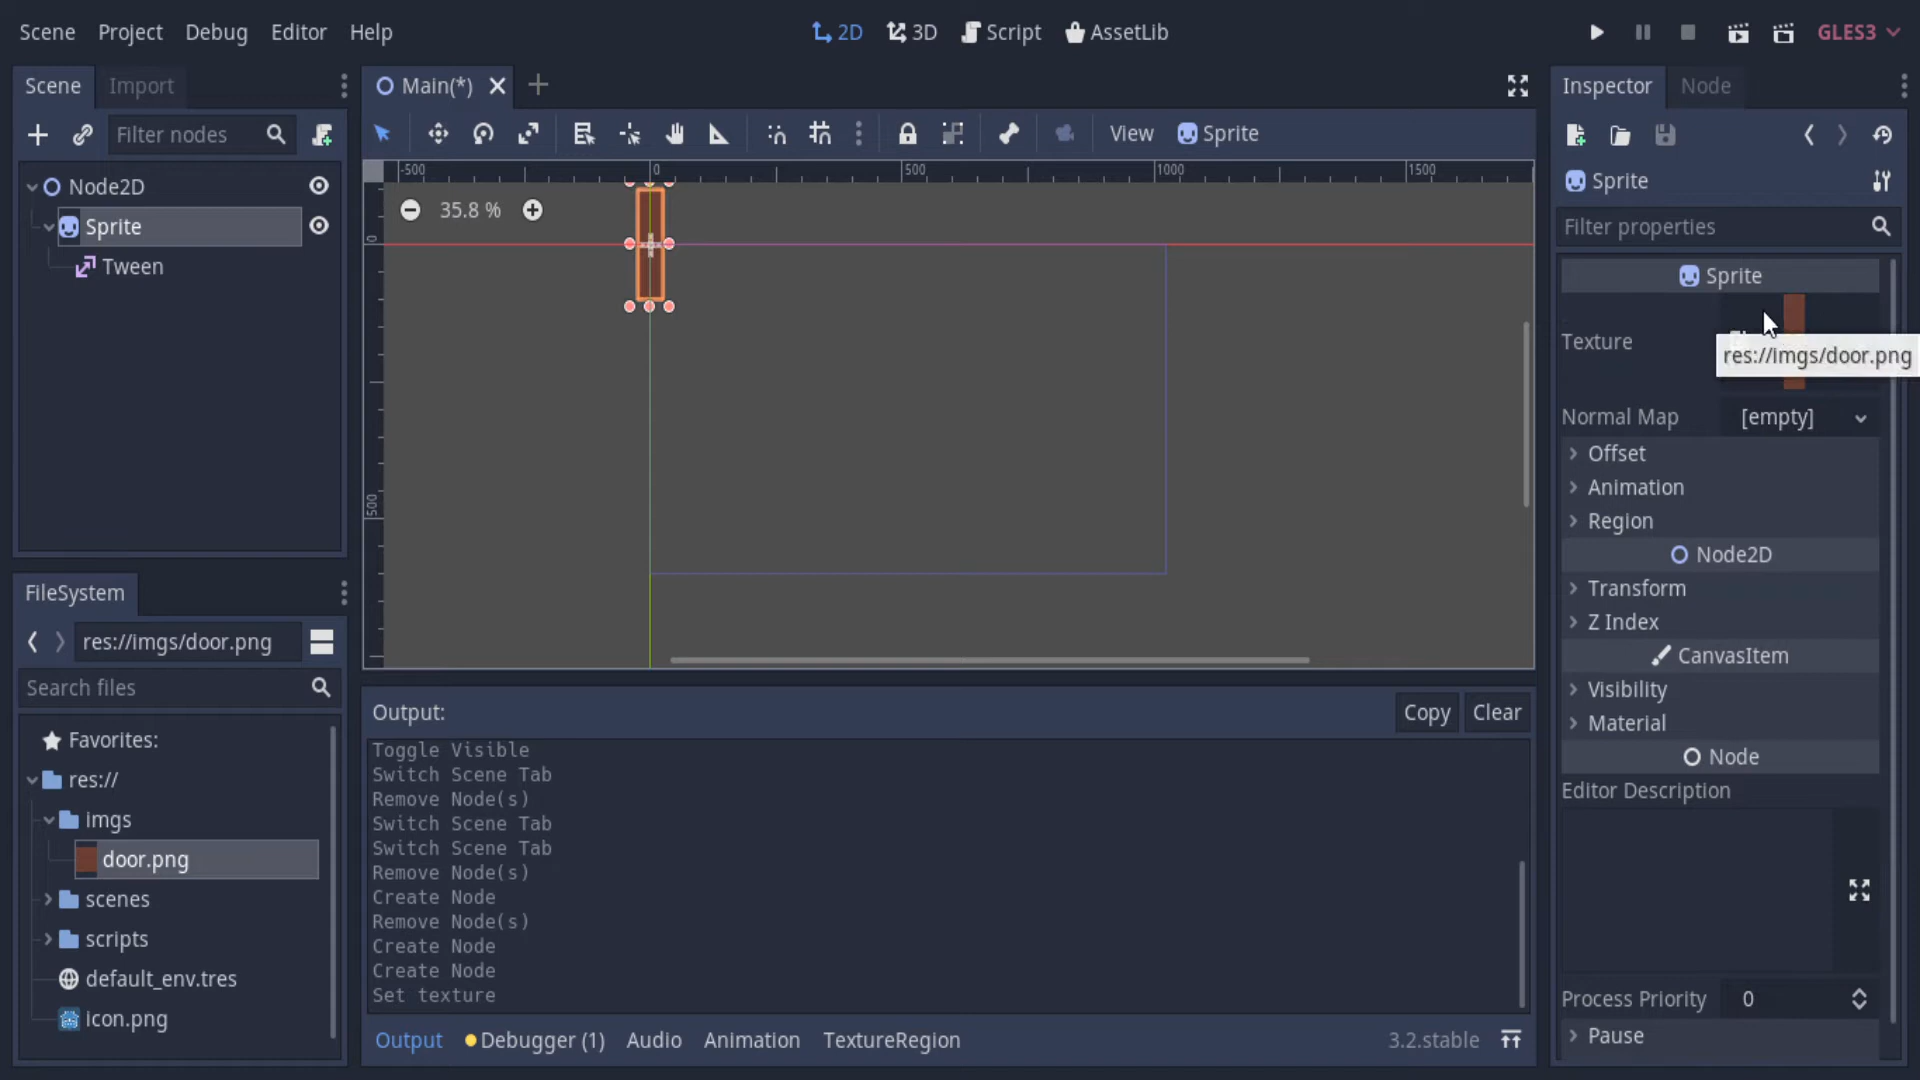 Scene Project Debug Editor Help
2D 3D Script AssetLib
GLES3
Scene Import
Filter nodes
Node2D
Sprite
Tween
FileSystem
res://imgs/door.png
Search files
Favorites:
res://
imgs
door.png
scenes
scripts
default_env.tres
icon.png
Main(*)
View Sprite
-500 0 500 1000 1500
35.8 %
0
500
Output:
Copy Clear
Toggle Visible
Switch Scene Tab
Remove Node(s)
Switch Scene Tab
Switch Scene Tab
Remove Node(s)
Create Node
Remove Node(s)
Create Node
Create Node
Set texture
Output Debugger (1) Audio Animation TextureRegion 3.2.stable
Inspector Node
Sprite
Filter properties
Sprite
Texture
res://imgs/door.png
Normal Map [empty]
Offset
Animation
Region
Node2D
Transform
Z Index
CanvasItem
Visibility
Material
Node
Editor Description
Process Priority 0
Pause